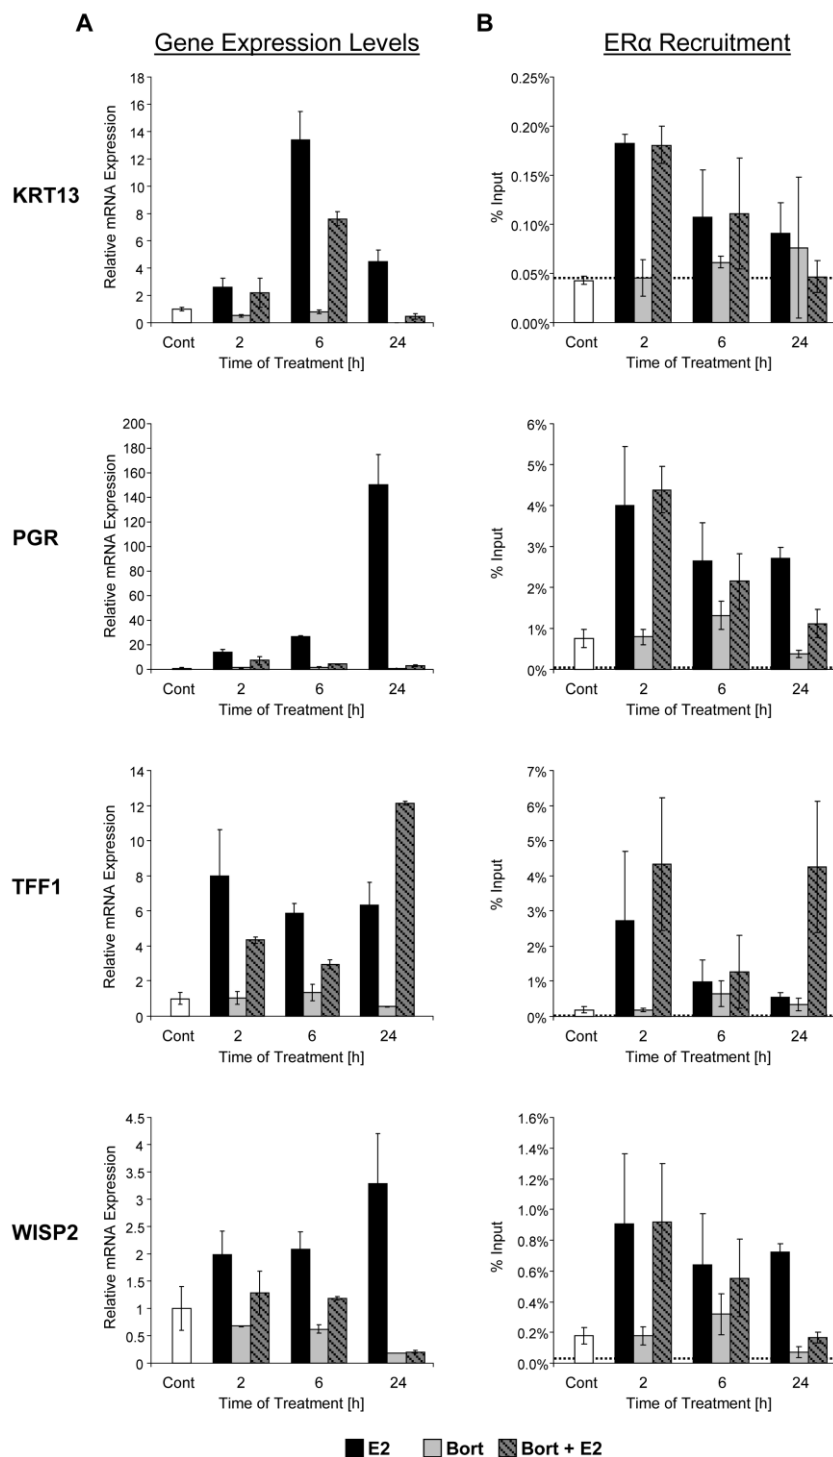 A
Gene Expression Levels
B
ERα Recruitment
KRT13
Relative mRNA Expression
18
16
14
12
10
8
6
4
2
0
Cont 2 6 24
Time of Treatment [h]
% Input
0.25%
0.20%
0.15%
0.10%
0.05%
0.00%
Cont 2 6 24
Time of Treatment [h]
PGR
Relative mRNA Expression
200
180
160
140
120
100
80
60
40
20
0
Cont 2 6 24
Time of Treatment [h]
% Input
6%
5%
4%
3%
2%
1%
0%
Cont 2 6 24
Time of Treatment [h]
TFF1
Relative mRNA Expression
14
12
10
8
6
4
2
0
Cont 2 6 24
Time of Treatment [h]
% Input
7%
6%
5%
4%
3%
2%
1%
0%
Cont 2 6 24
Time of Treatment [h]
WISP2
Relative mRNA Expression
4.5
4
3.5
3
2.5
2
1.5
1
0.5
0
Cont 2 6 24
Time of Treatment [h]
% Input
1.6%
1.4%
1.2%
1.0%
0.8%
0.6%
0.4%
0.2%
0.0%
Cont 2 6 24
Time of Treatment [h]
E2 Bort Bort + E2